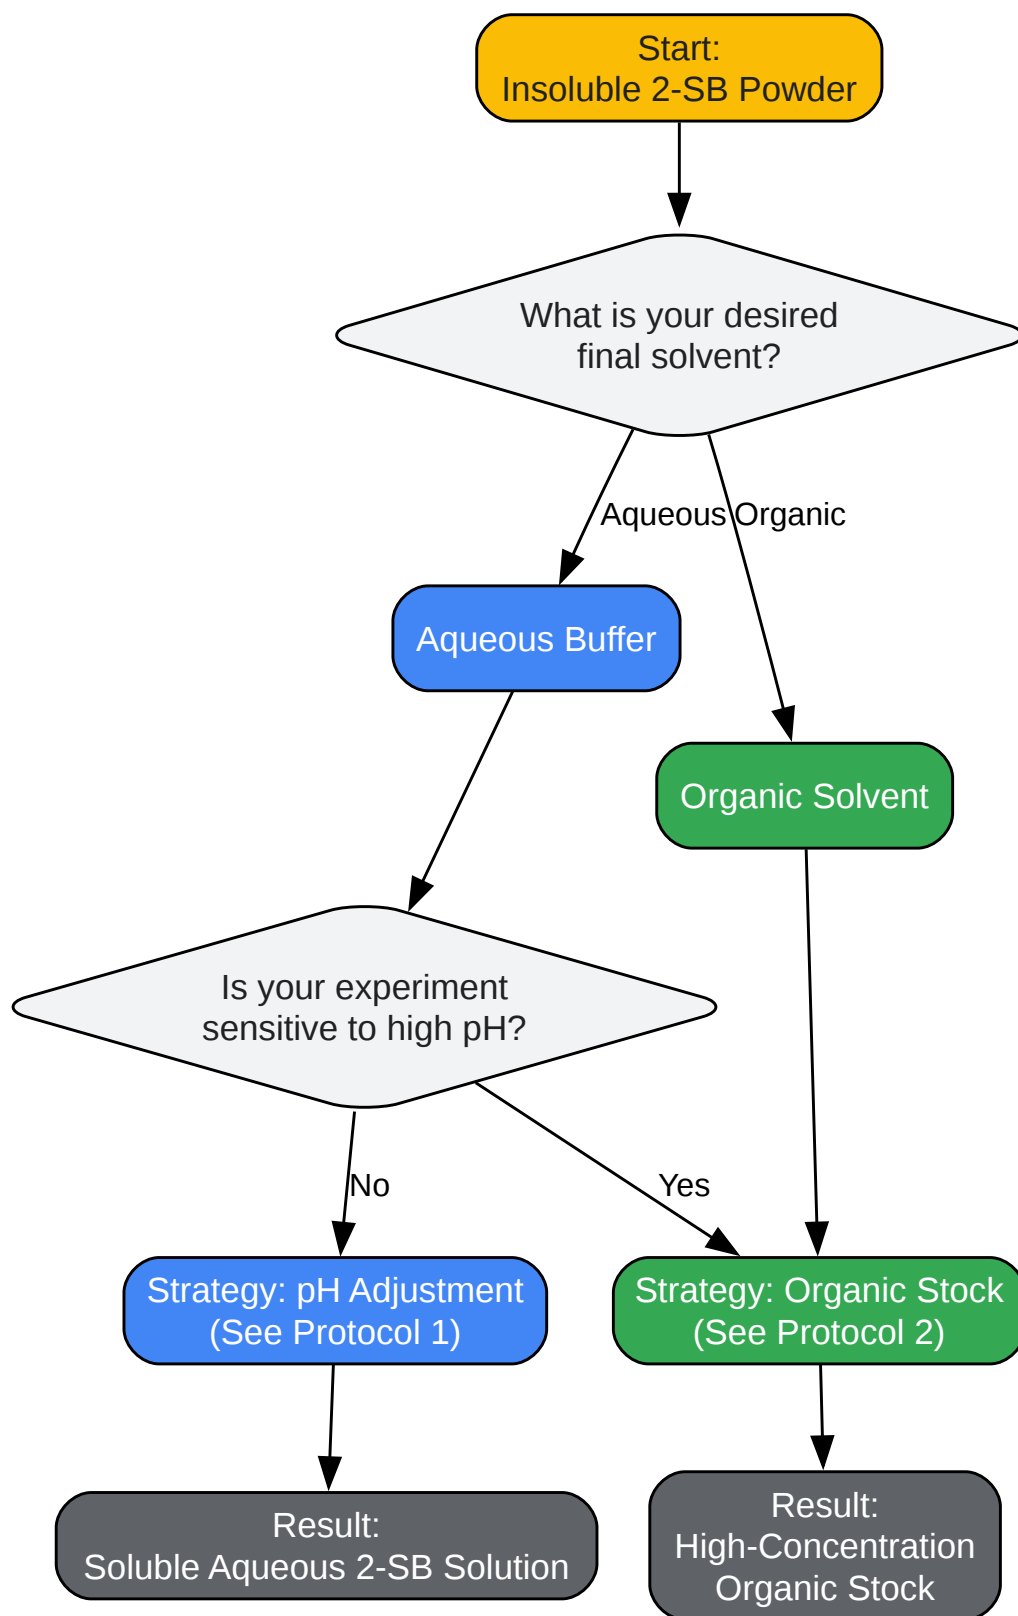 Start:
Insoluble 2-SB Powder
What is your desired
final solvent?
Aqueous
Organic
Aqueous Buffer
Organic Solvent
Is your experiment
sensitive to high pH?
No
Yes
Strategy: pH Adjustment
(See Protocol 1)
Strategy: Organic Stock
(See Protocol 2)
Result:
Soluble Aqueous 2-SB Solution
Result:
High-Concentration
Organic Stock